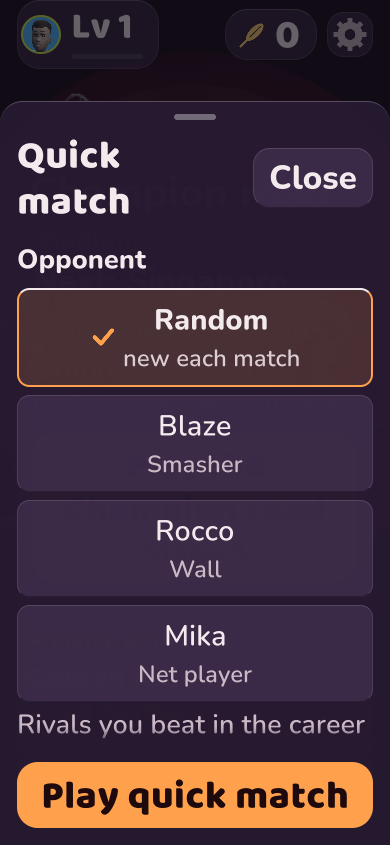 Lv 1
0
Quick
match
Close
Opponent
Random
new each match
Blaze
Smasher
Rocco
Wall
Mika
Net player
Rivals you beat in the career
Play quick match